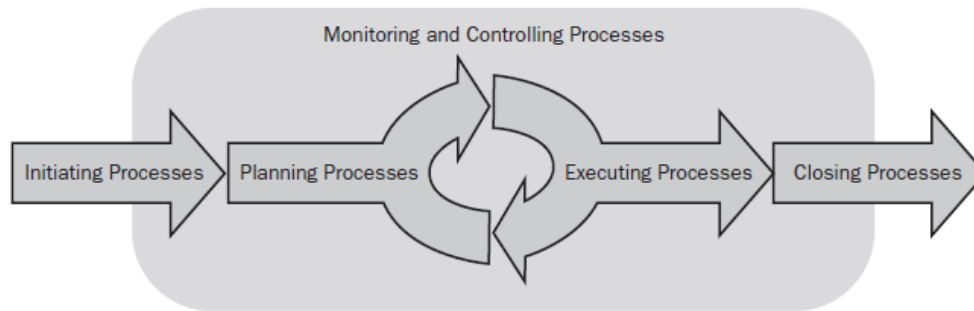 Monitoring and Controlling Processes
Initiating Processes
Planning Processes
Executing Processes
Closing Processes